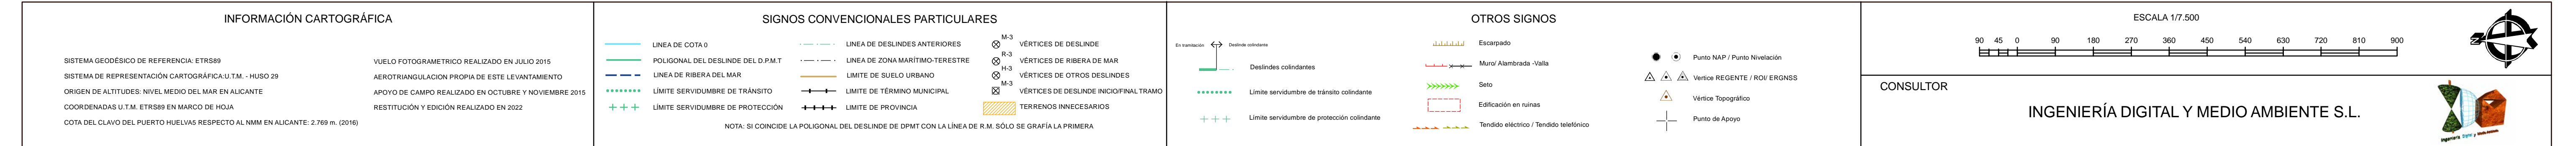 INFORMACIÓN CARTOGRÁFICA
SISTEMA GEODÉSICO DE REFERENCIA: ETRS89
SISTEMA DE REPRESENTACIÓN CARTOGRÁFICA:U.T.M. - HUSO 29
ORIGEN DE ALTITUDES: NIVEL MEDIO DEL MAR EN ALICANTE
COORDENADAS U.T.M. ETRS89 EN MARCO DE HOJA
COTA DEL CLAVO DEL PUERTO HUELVA5 RESPECTO AL NMM EN ALICANTE: 2.769 m. (2016)
VUELO FOTOGRAMETRICO REALIZADO EN JULIO 2015
AEROTRIANGULACION PROPIA DE ESTE LEVANTAMIENTO
APOYO DE CAMPO REALIZADO EN OCTUBRE Y NOVIEMBRE 2015
RESTITUCIÓN Y EDICIÓN REALIZADO EN 2022
SIGNOS CONVENCIONALES PARTICULARES
LINEA DE COTA 0
POLIGONAL DEL DESLINDE DEL D.P.M.T
LINEA DE RIBERA DEL MAR
LÍMITE SERVIDUMBRE DE TRÁNSITO
LÍMITE SERVIDUMBRE DE PROTECCIÓN
LINEA DE DESLINDES ANTERIORES
LINEA DE ZONA MARÍTIMO-TERESTRE
LIMITE DE SUELO URBANO
LIMITE DE TÉRMINO MUNICIPAL
LIMITE DE PROVINCIA
M-3
VÉRTICES DE DESLINDE
R-3
VÉRTICES DE RIBERA DE MAR
H-3
VÉRTICES DE OTROS DESLINDES
M-3
VÉRTICES DE DESLINDE INICIO/FINAL TRAMO
TERRENOS INNECESARIOS
NOTA: SI COINCIDE LA POLIGONAL DEL DESLINDE DE DPMT CON LA LÍNEA DE R.M. SÓLO SE GRAFÍA LA PRIMERA
OTROS SIGNOS
En tramitación
Deslinde colindantes
Deslindes colindantes
Límite servidumbre de tránsito colindante
Límite servidumbre de protección colindante
Escarpado
Muro/ Alambrada -Valla
Seto
Edificación en ruinas
Tendido eléctrico / Tendido telefónico
Punto NAP / Punto Nivelación
Vertice REGENTE / ROI/ ERGNSS
Vértice Topográfico
Punto de Apoyo
ESCALA 1/7.500
90 45 0 90 180 270 360 450 540 630 720 810 900
CONSULTOR
INGENIERÍA DIGITAL Y MEDIO AMBIENTE S.L.
Ingeniería Digital y Medio Ambiente